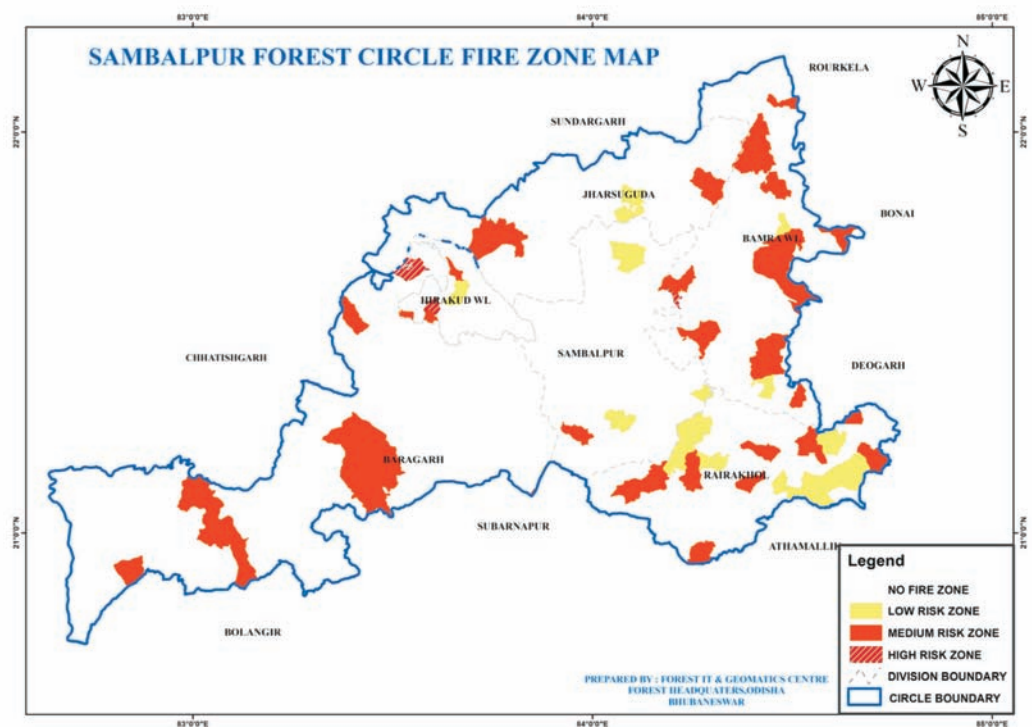 83°0'0"E
84°0'0"E
85°0'0"E
SAMBALPUR FOREST CIRCLE FIRE ZONE MAP
N
W
E
S
ROURKELA
22°0'0"N
22°0'0"N
SUNDARGARH
JHARSUGUDA
BONAI
BAMRA WL
HIRAKUD WL
SAMBALPUR
CHHATISHGARH
DEOGARH
BARAGARH
RAIRAKHOL
SUBARNAPUR
21°0'0"N
21°0'0"N
ATHAMALLIK
BOLANGIR
Legend
NO FIRE ZONE
LOW RISK ZONE
MEDIUM RISK ZONE
HIGH RISK ZONE
DIVISION BOUNDARY
CIRCLE BOUNDARY
PREPARED BY : FOREST IT & GEOMATICS CENTRE
FOREST HEADQUATERS,ODISHA
BHUBANESWAR
83°0'0"E
84°0'0"E
85°0'0"E